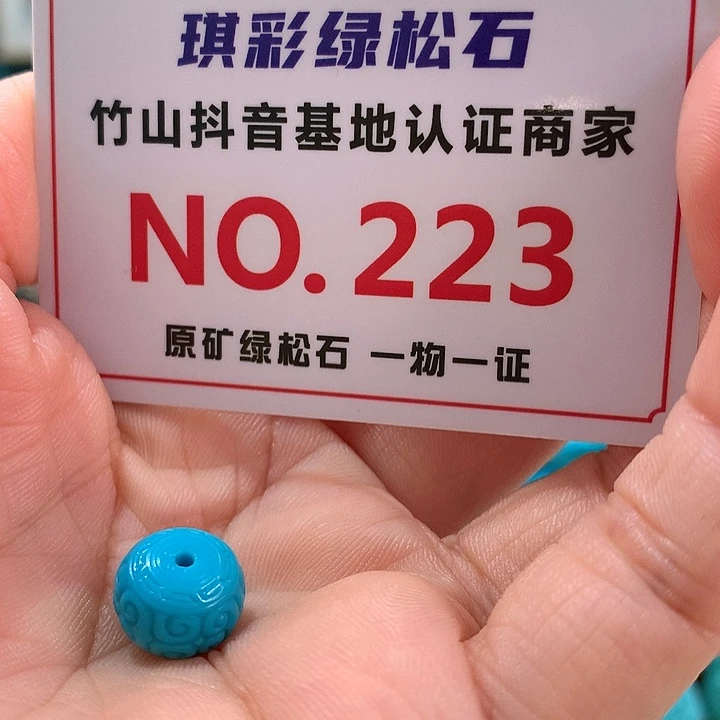 琪彩绿松石
竹山抖音基地认证商家
NO.223
原矿绿松石 一物一证